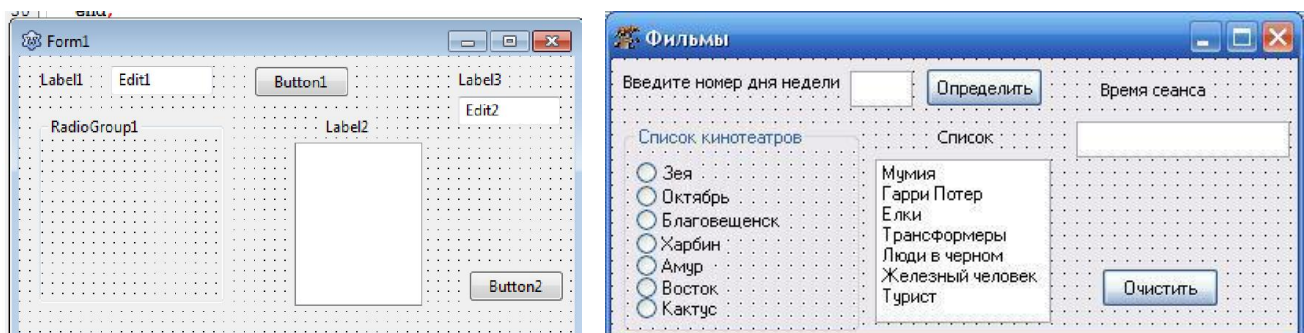 end;
Form1
Label1 Edit1 Button1 Label3
Edit2
RadioGroup1 Label2
Button2
Фильмы
Введите номер дня недели Определить Время сеанса
Список кинотеатров Список
Зея
Октябрь
Благовещенск
Харбин
Амур
Восток
Кактус
Мумия
Гарри Потер
Елки
Трансформеры
Люди в черном
Железный человек
Турист
Очистить